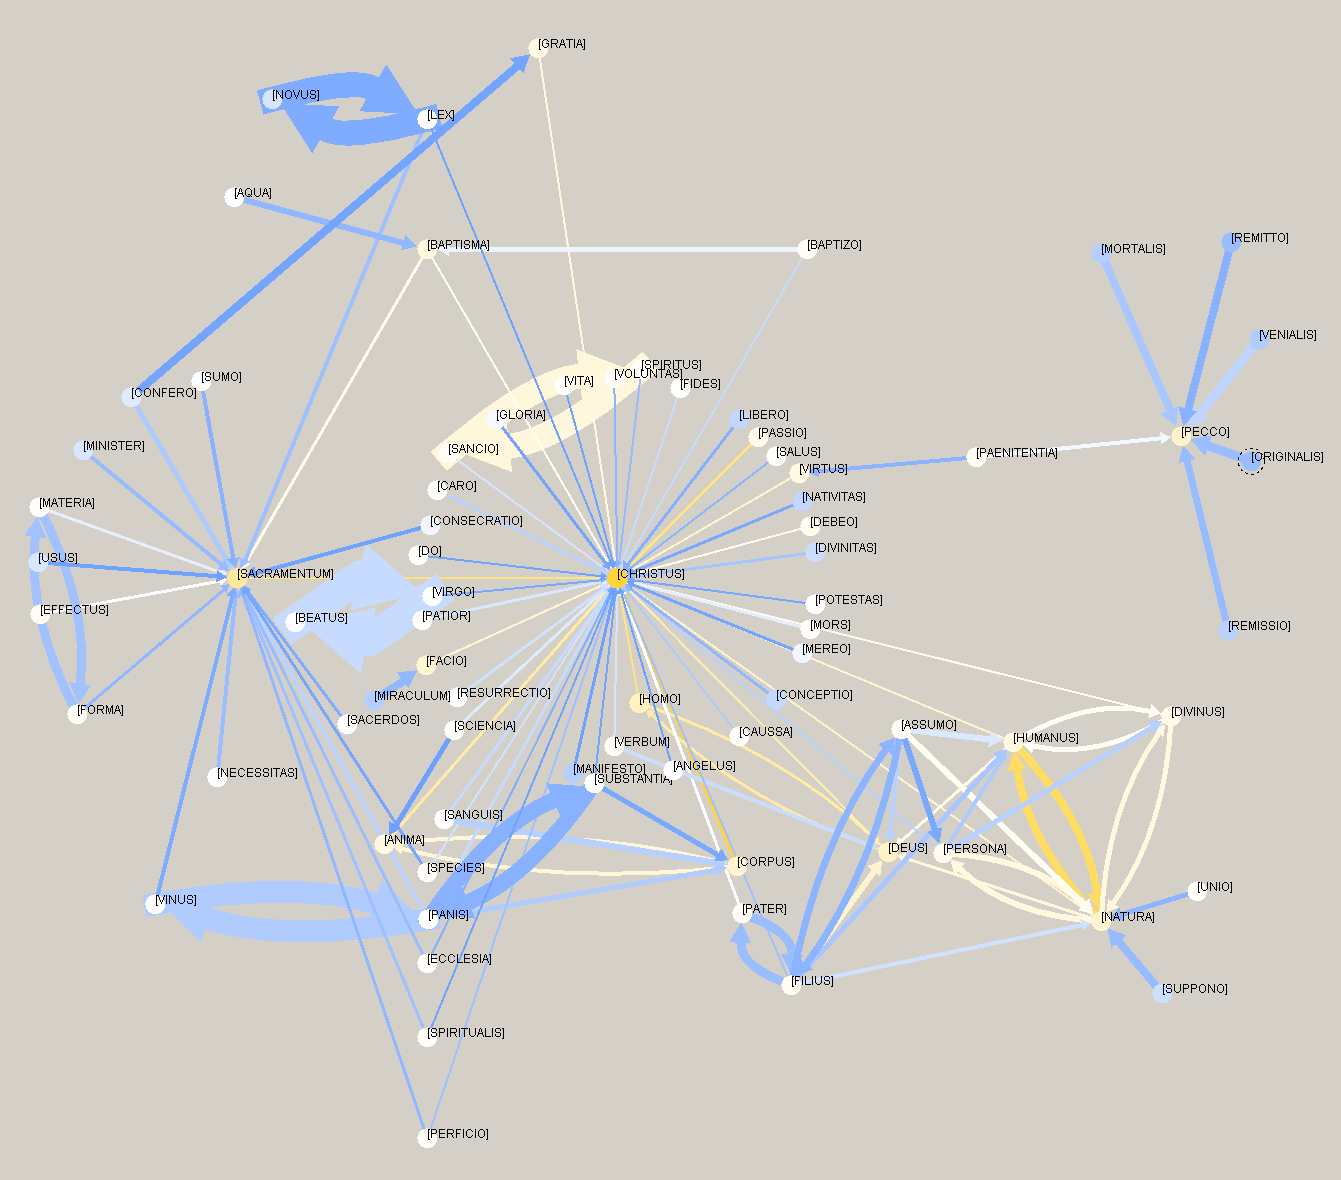 [GRATIA]
[NOVUS]
[LEX]
[AQUA]
[BAPTISMA]
[BAPTIZO]
[MORTALIS]
[REMITTO]
[VENIALIS]
[SPIRITUS]
[VOLUNTAS]
[VITA]
[FIDES]
[SUMO]
[CONFERO]
[GLORIA]
[LIBERO]
[PASSIO]
[PECCO]
[MINISTER]
[SANCIO]
[SALUS]
[PAENITENTIA]
[ORIGINALIS]
[VIRTUS]
[CARO]
[NATIVITAS]
[MATERIA]
[CONSECRATIO]
[DEBEO]
[USUS]
[DO]
[DIVINITAS]
[SACRAMENTUM]
[CHRISTUS]
[VIRGO]
[POTESTAS]
[EFFECTUS]
[BEATUS]
[PATIOR]
[MORS]
[REMISSIO]
[MEREO]
[FACIO]
[MIRACULUM]
[RESURRECTIO]
[HOMO]
[CONCEPTIO]
[FORMA]
[SACERDOS]
[SCIENCIA]
[CAUSSA]
[ASSUMO]
[DIVINUS]
[VERBUM]
[HUMANUS]
[NECESSITAS]
[MANIFESTO]
[ANGELUS]
[SUBSTANTIA]
[SANGUIS]
[ANIMA]
[DEUS]
[PERSONA]
[SPECIES]
[CORPUS]
[UNIO]
[VINUS]
[PANIS]
[PATER]
[NATURA]
[ECCLESIA]
[FILIUS]
[SUPPONO]
[SPIRITUALIS]
[PERFICIO]